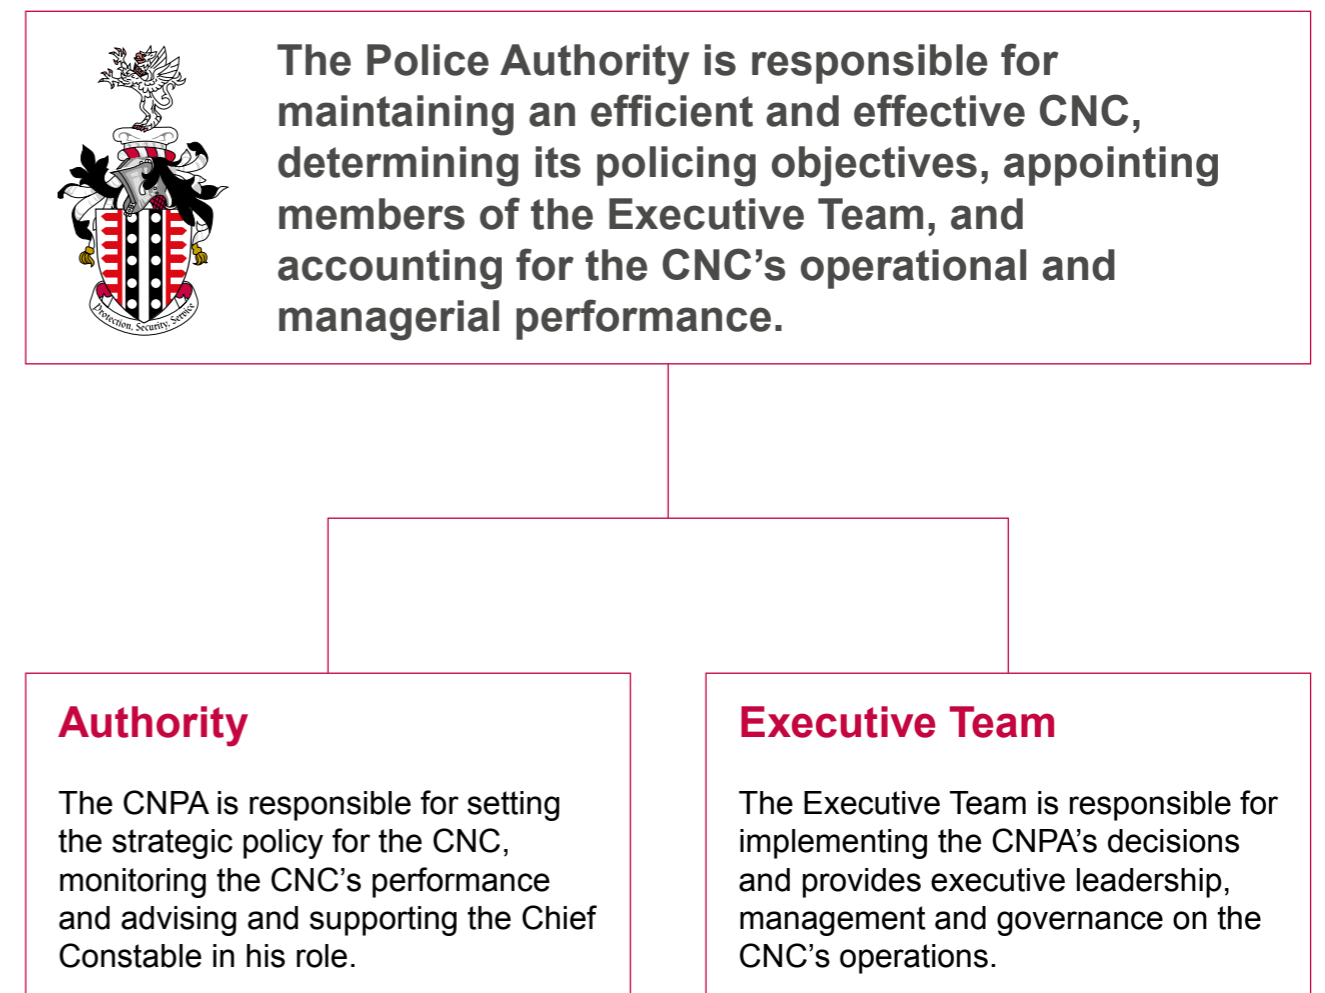 The Police Authority is responsible for
maintaining an efficient and effective CNC,
determining its policing objectives, appointing
members of the Executive Team, and
accounting for the CNC’s operational and
managerial performance.
Protection, Security, Service
Authority
The CNPA is responsible for setting
the strategic policy for the CNC,
monitoring the CNC’s performance
and advising and supporting the Chief
Constable in his role.
Executive Team
The Executive Team is responsible for
implementing the CNPA’s decisions
and provides executive leadership,
management and governance on the
CNC’s operations.